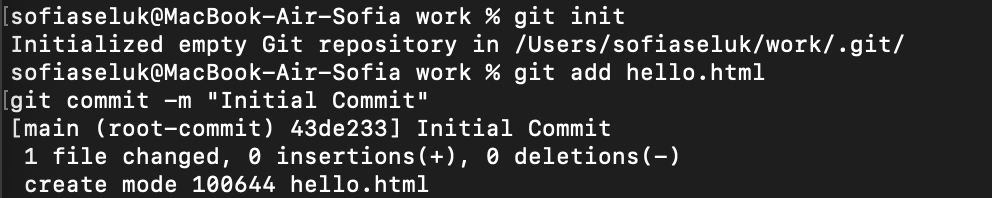 [sofiaseluk@MacBook-Air-Sofia work % git init
Initialized empty Git repository in /Users/sofiaseluk/work/.git/
sofiaseluk@MacBook-Air-Sofia work % git add hello.html
[git commit -m "Initial Commit"
[main (root-commit) 43de233] Initial Commit
1 file changed, 0 insertions(+), 0 deletions(-)
create mode 100644 hello.html